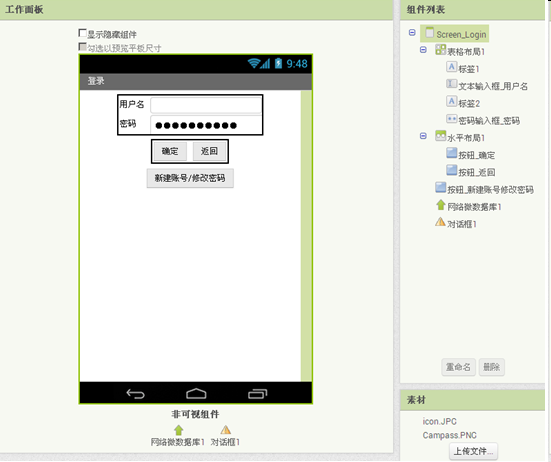 工作面板
显示隐藏组件
勾选以预览平板尺寸
9:48
登录
用户名
密码
确定 返回
新建账号/修改密码
非可视组件
网络微数据库1 对话框1
组件列表
Screen_Login
表格布局1
标签1
文本输入框_用户名
标签2
密码输入框_密码
水平布局1
按钮_确定
按钮_返回
按钮_新建账号修改密码
网络微数据库1
对话框1
重命名 删除
素材
icon.JPC
Campass.PNC
上传文件...